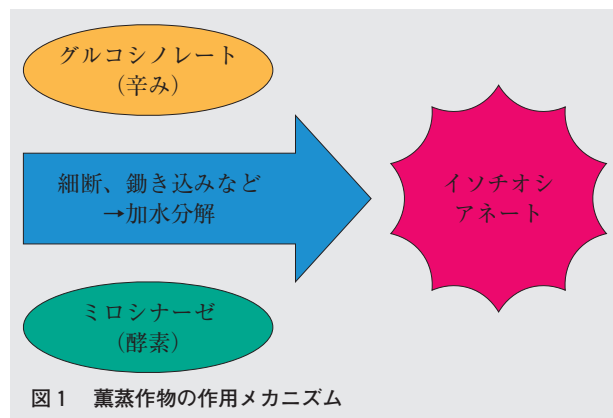 グルコシノレート
(辛み)
細断、鋤き込みなど
→加水分解
イソチオシ
アネート
ミロシナーゼ
(酵素)
図1　薫蒸作物の作用メカニズム